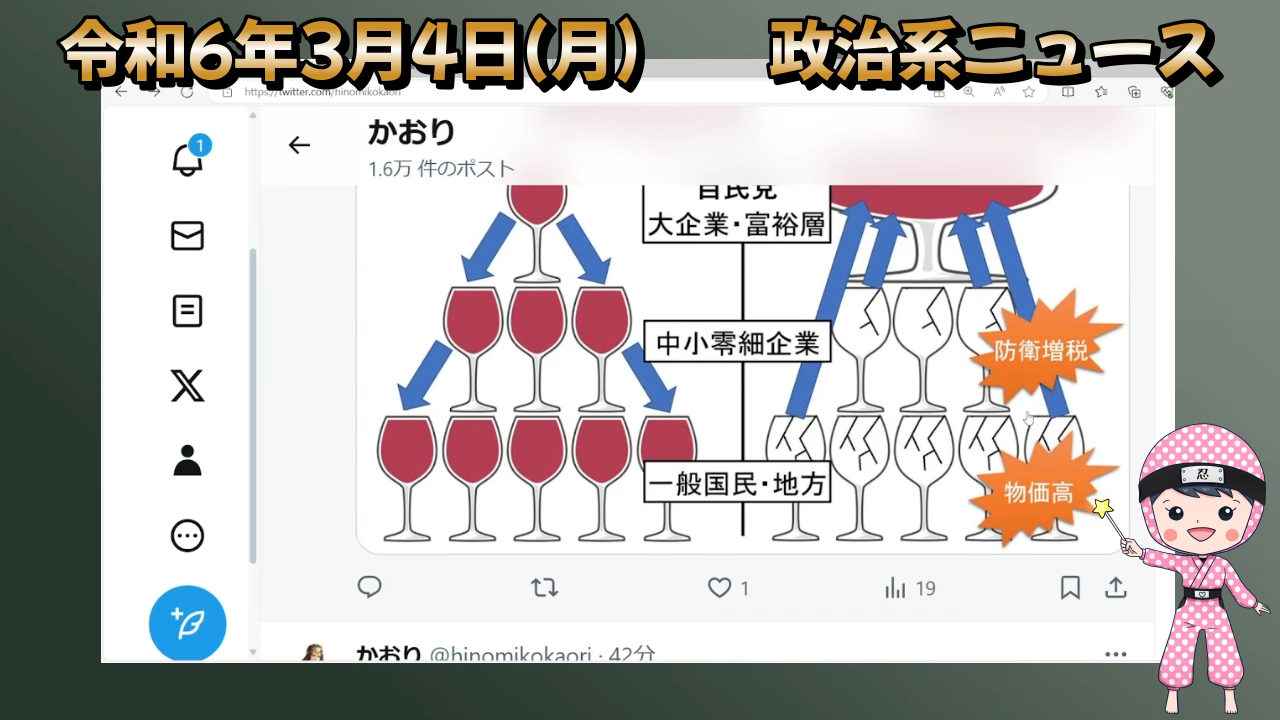 令和6年3月4日(月) 政治系ニュース
https://twitter.com/hinomikokaori
1
かおり
1.6万 件のポスト
自民党
大企業・富裕層
中小零細企業
防衛増税
一般国民・地方
物価高
忍
1
19
かおり @hinomikokaori · 42分